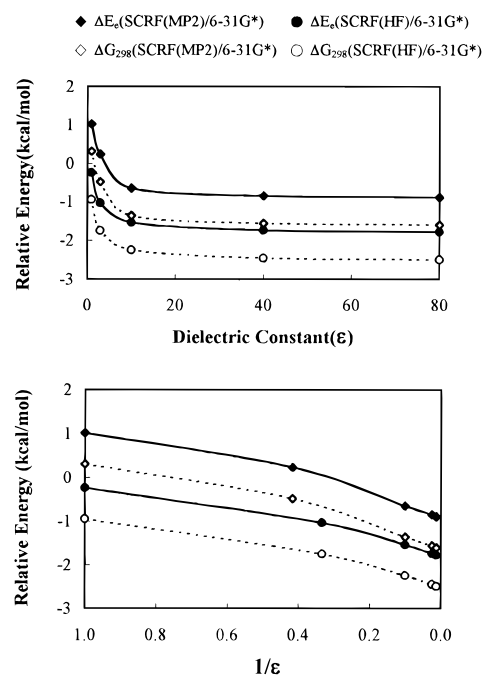 ΔEe(SCRF(MP2)/6-31G*) ΔEe(SCRF(HF)/6-31G*)
ΔG298(SCRF(MP2)/6-31G*) ΔG298(SCRF(HF)/6-31G*)
Relative Energy(kcal/mol)
2
1
0
-1
-2
-3
0 20 40 60 80
Dielectric Constant(ε)
Relative Energy (kcal/mol)
2
1
0
-1
-2
-3
1.0 0.8 0.6 0.4 0.2 0.0
1/ε